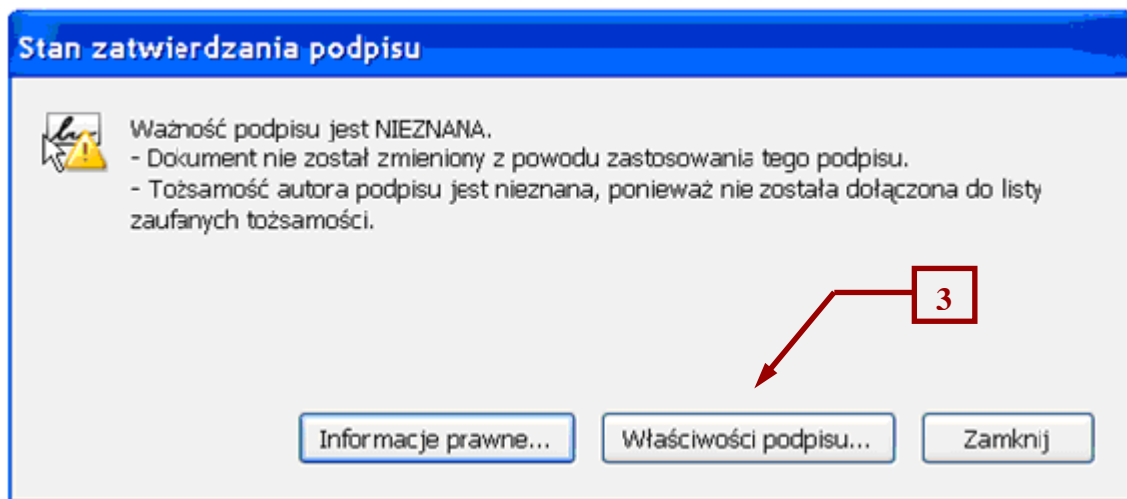 Stan zatwierdzania podpisu
Ważność podpisu jest NIEZNANA.
- Dokument nie został zmieniony z powodu zastosowania tego podpisu.
- Tożsamość autora podpisu jest nieznana, ponieważ nie została dołączona do listy
zaufanych tożsamości.
3
Informacje prawne... Właściwości podpisu... Zamknij